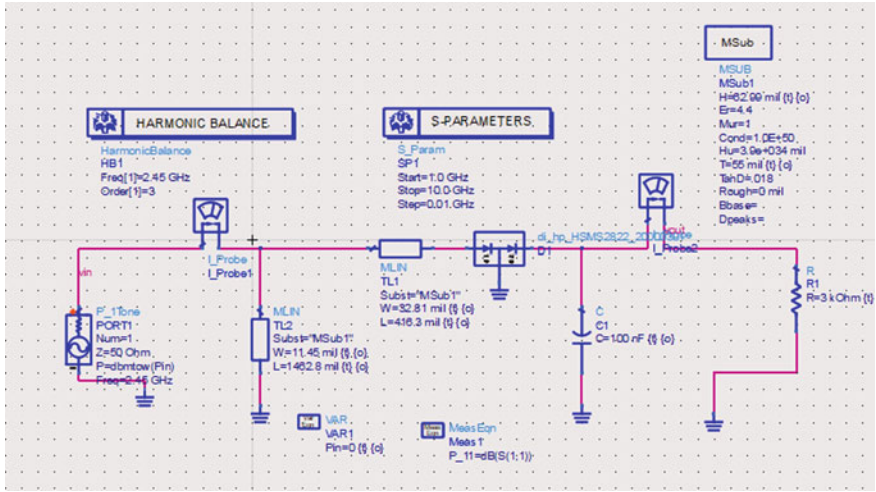 MSub
MSUB
MSub1
H=62.99 mil {t} {o}
Er=4.4
Mur=1
Cond=1.0E+50
Hu=3.9e+034 mil
T=55 mil {t} {o}
TanD=.018
Rough=0 mil
Bbase=
Dpeaks=
HARMONIC BALANCE
HarmonicBalance
HB1
Freq[1]=2.45 GHz
Order[1]=3
S-PARAMETERS
S_Param
SP1
Start=1.0 GHz
Stop=10.0 GHz
Step=0.01 GHz
vin
I_Probe
I_Probe1
MLIN
TL1
Subst="MSub1"
W=32.81 mil {t} {o}
L=416.3 mil {t} {o}
D1
vout
I_Probe2
P_1Tone
PORT1
Num=1
Z=50 Ohm
P=dbmtow(Pin)
Freq=2.45 GHz
MLIN
TL2
Subst="MSub1"
W=11.45 mil {t} {o}
L=1462.8 mil {t} {o}
C
C1
C=100 nF {t} {o}
R
R1
R=3 kOhm {t}
VAR
VAR1
Pin=0 {t} {o}
MeasEqn
Meas1
P_11=dB(S(1,1))